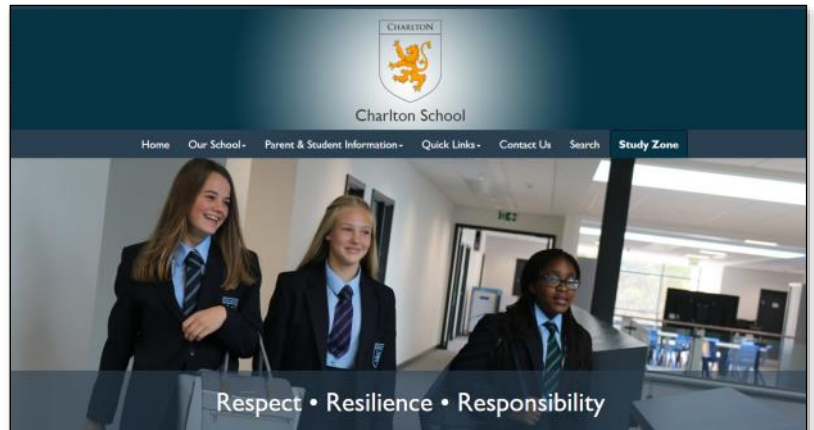 CHARLTON
Charlton School
Home Our School Parent & Student Information Quick Links Contact Us Search Study Zone
Respect • Resilience • Responsibility